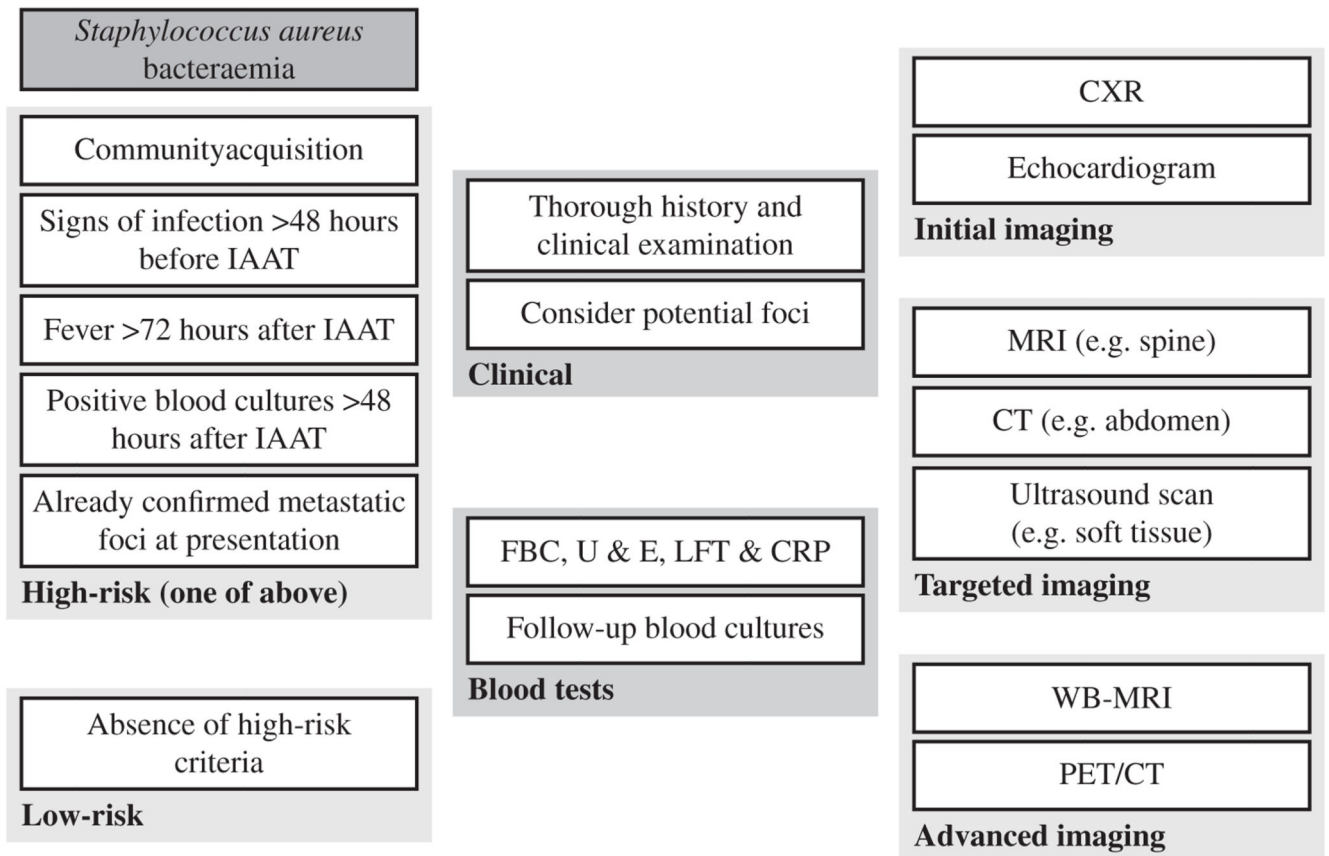 Staphylococcus aureus
bacteraemia
Communityacquisition
Signs of infection >48 hours
before IAAT
Fever >72 hours after IAAT
Positive blood cultures >48
hours after IAAT
Already confirmed metastatic
foci at presentation
High-risk (one of above)
Absence of high-risk
criteria
Low-risk
Thorough history and
clinical examination
Consider potential foci
Clinical
FBC, U & E, LFT & CRP
Follow-up blood cultures
Blood tests
CXR
Echocardiogram
Initial imaging
MRI (e.g. spine)
CT (e.g. abdomen)
Ultrasound scan
(e.g. soft tissue)
Targeted imaging
WB-MRI
PET/CT
Advanced imaging